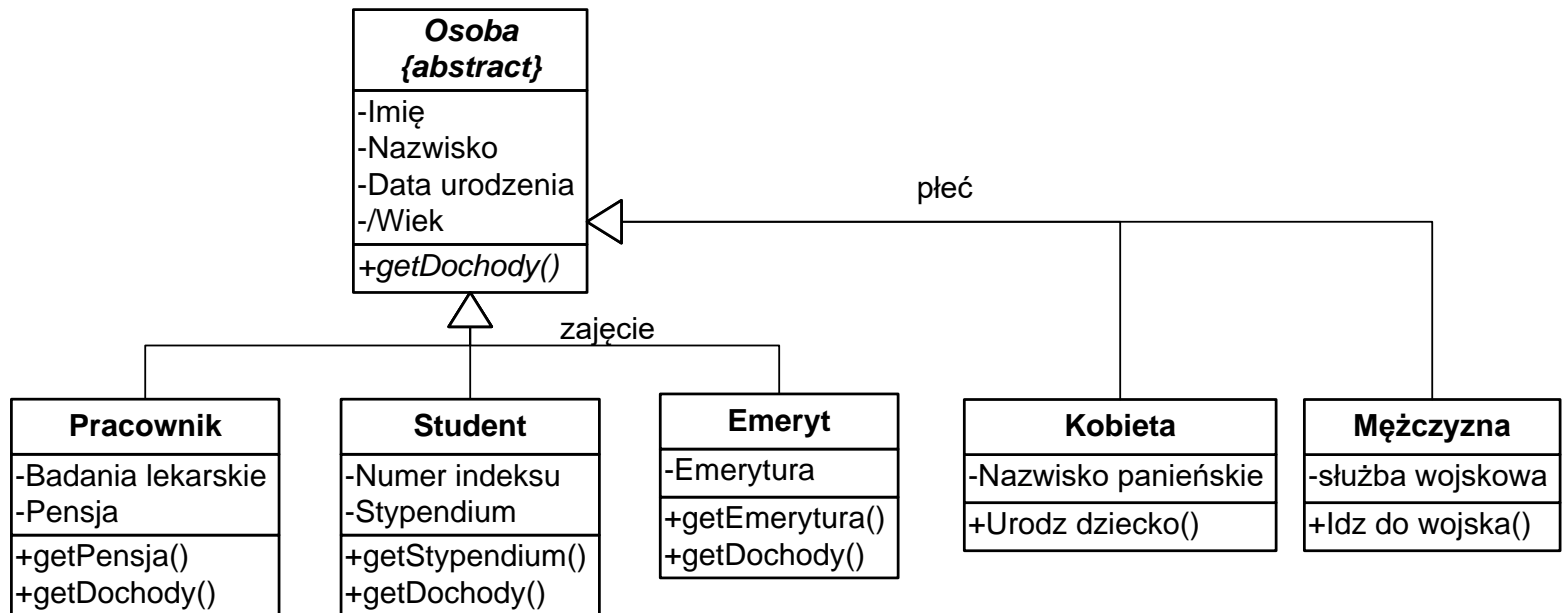 Osoba
{abstract}
-Imię
-Nazwisko
-Data urodzenia
-/Wiek
+getDochody()
płeć
zajęcie
Pracownik
-Badania lekarskie
-Pensja
+getPensja()
+getDochody()
Student
-Numer indeksu
-Stypendium
+getStypendium()
+getDochody()
Emeryt
-Emerytura
+getEmerytura()
+getDochody()
Kobieta
-Nazwisko panieńskie
+Urodz dziecko()
Mężczyzna
-służba wojskowa
+Idz do wojska()